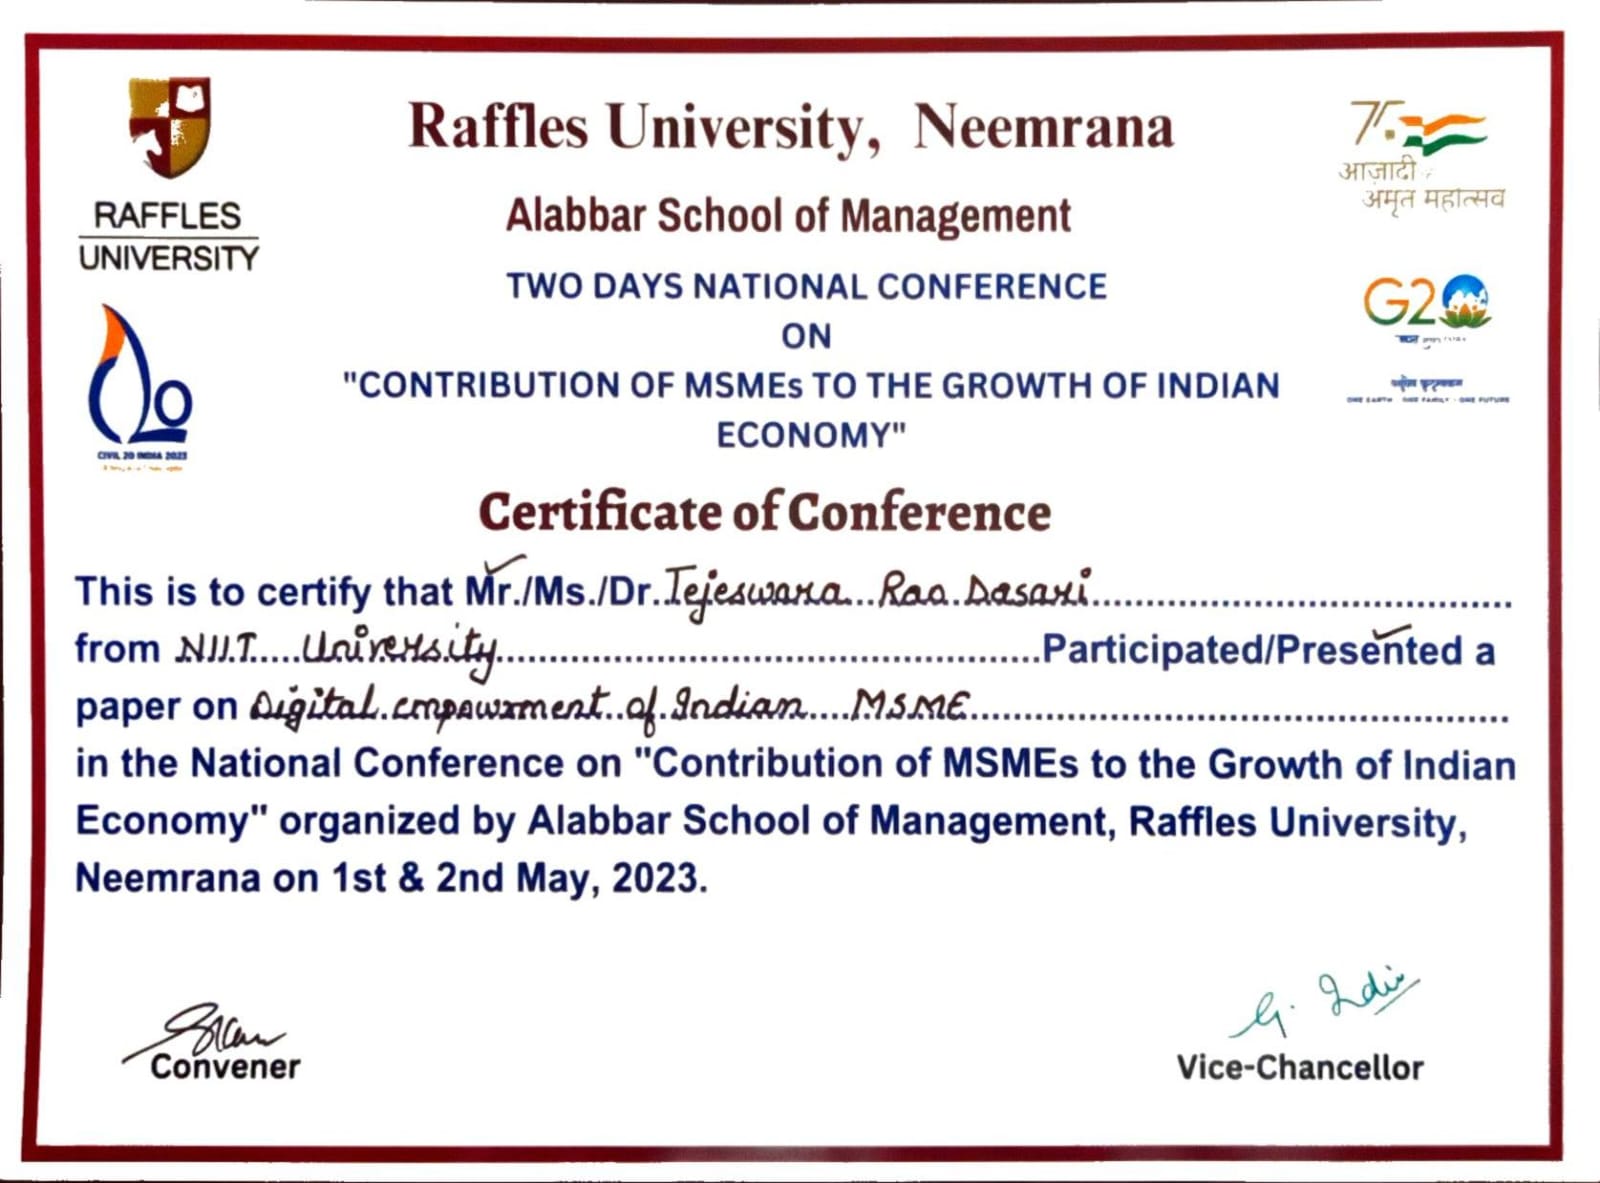 Raffles University, Neemrana
RAFFLES
UNIVERSITY
Alabbar School of Management
आज़ादी
अमृत महोत्सव
TWO DAYS NATIONAL CONFERENCE
ON
"CONTRIBUTION OF MSMEs TO THE GROWTH OF INDIAN
ECONOMY"
G20
ONE EARTH · ONE FAMILY · ONE FUTURE
CIVIL 20 INDIA 2023
Certificate of Conference
This is to certify that Mr./Ms./Dr. Tejeswara Rao Dasari
from NIIT University Participated/Presented a
paper on Digital empowrment of Indian MSME
in the National Conference on "Contribution of MSMEs to the Growth of Indian
Economy" organized by Alabbar School of Management, Raffles University,
Neemrana on 1st & 2nd May, 2023.
Convener
Vice-Chancellor